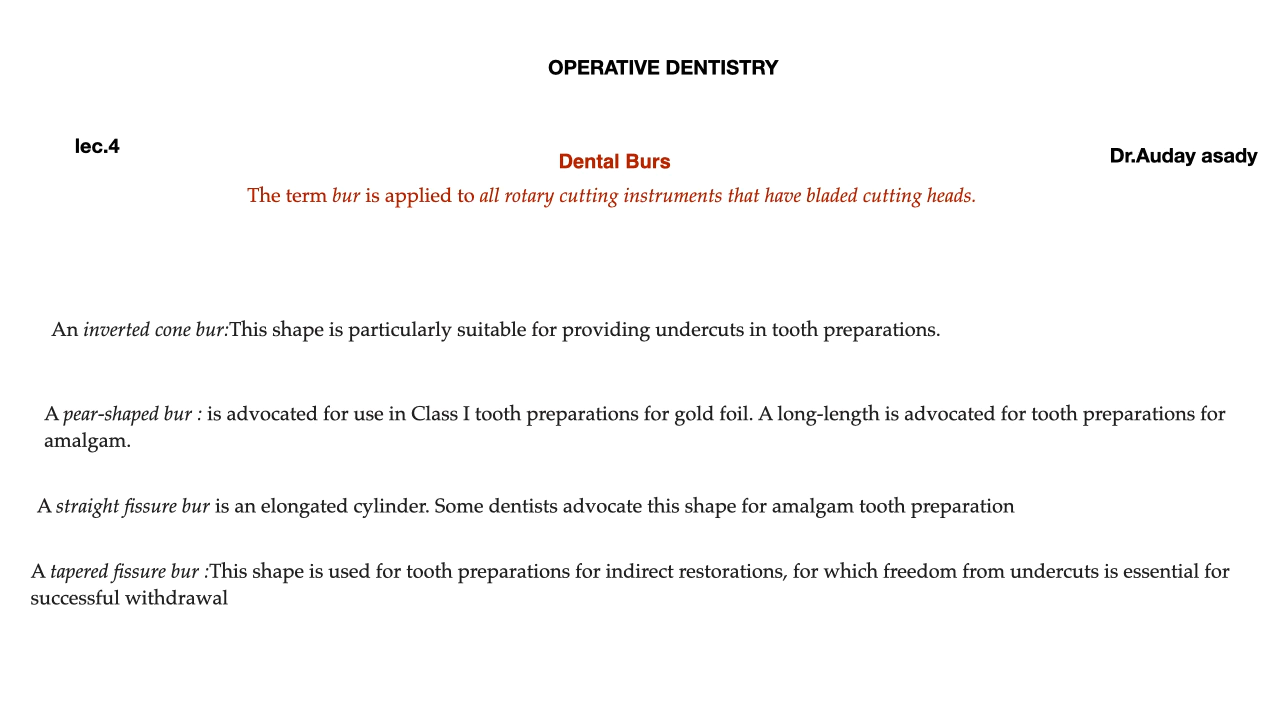 OPERATIVE DENTISTRY
lec.4
Dr.Auday asady
Dental Burs
The term bur is applied to all rotary cutting instruments that have bladed cutting heads.
An inverted cone bur:This shape is particularly suitable for providing undercuts in tooth preparations.
A pear-shaped bur : is advocated for use in Class I tooth preparations for gold foil. A long-length is advocated for tooth preparations for
amalgam.
A straight fissure bur is an elongated cylinder. Some dentists advocate this shape for amalgam tooth preparation
A tapered fissure bur :This shape is used for tooth preparations for indirect restorations, for which freedom from undercuts is essential for
successful withdrawal